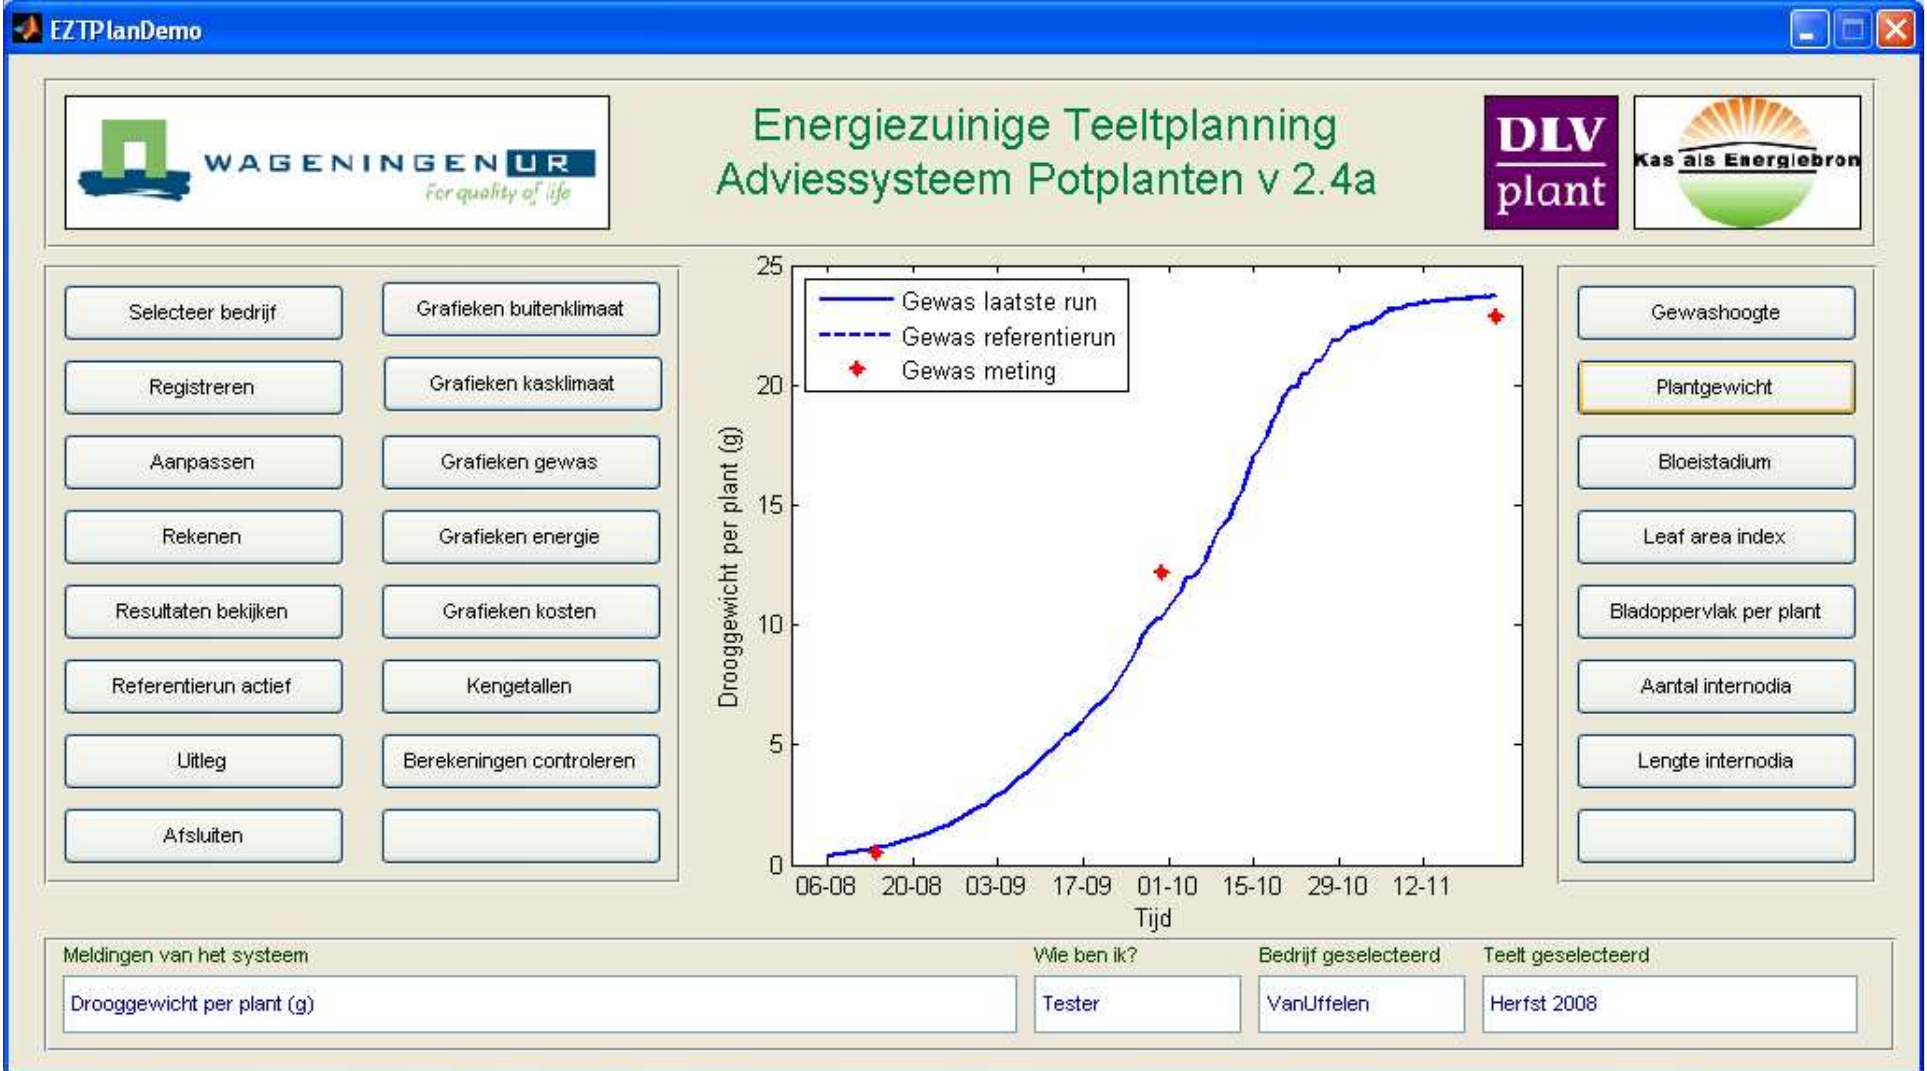 EZTPlanDemo
WAGENINGEN UR
For quality of life
Energiezuinige Teeltplanning
Adviessysteem Potplanten v 2.4a
DLV
plant
Kas als Energiebron
Selecteer bedrijf
Registreren
Aanpassen
Rekenen
Resultaten bekijken
Referentierun actief
Uitleg
Afsluiten
Grafieken buitenklimaat
Grafieken kasklimaat
Grafieken gewas
Grafieken energie
Grafieken kosten
Kengetallen
Berekeningen controleren
Gewas laatste run
Gewas referentierun
Gewas meting
Drooggewicht per plant (g)
25
20
15
10
5
0
06-08 20-08 03-09 17-09 01-10 15-10 29-10 12-11
Tijd
Gewashoogte
Plantgewicht
Bloeistadium
Leaf area index
Bladoppervlak per plant
Aantal internodia
Lengte internodia
Meldingen van het systeem
Drooggewicht per plant (g)
Wie ben ik?
Tester
Bedrijf geselecteerd
VanUffelen
Teelt geselecteerd
Herfst 2008